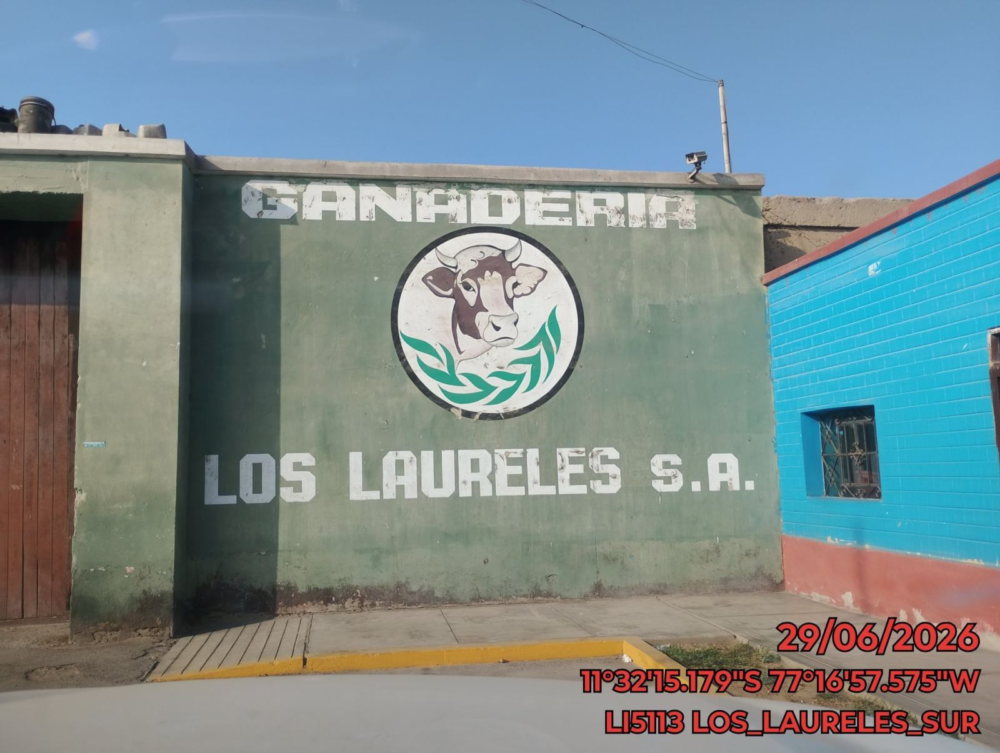 GANADERIA
LOS LAURELES S.A.
29/06/2026
11°32'15.179"S 77°16'57.575"W
LI5113 LOS_LAURELES_SUR